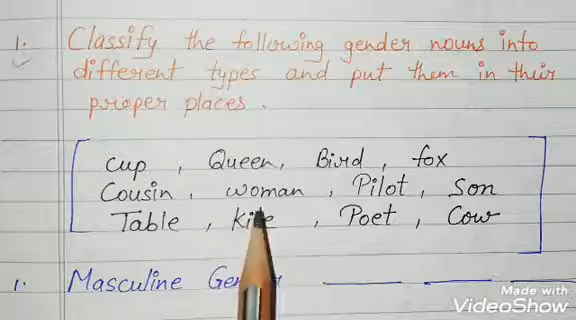 1. Classify the following gender nouns into
different types and put them in their
proper places.
cup, Queen, Bird, fox
Cousin, woman, Pilot, Son
Table, Poet, Cow
1. Masculine
Made with
VideoShow